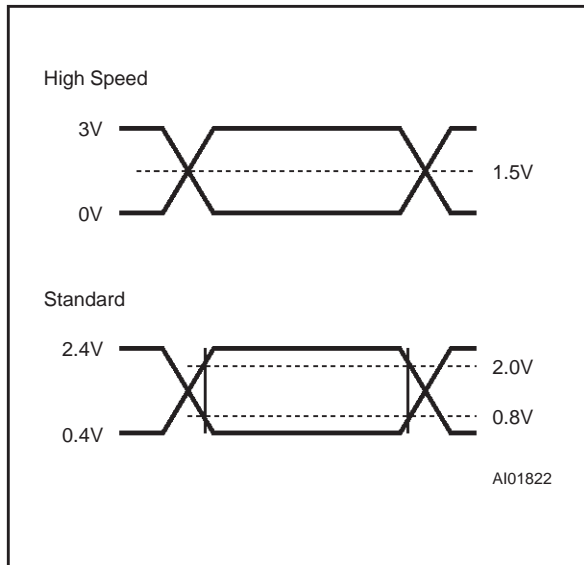 High Speed
3V
1.5V
0V
Standard
2.4V
2.0V
0.8V
0.4V
AI01822